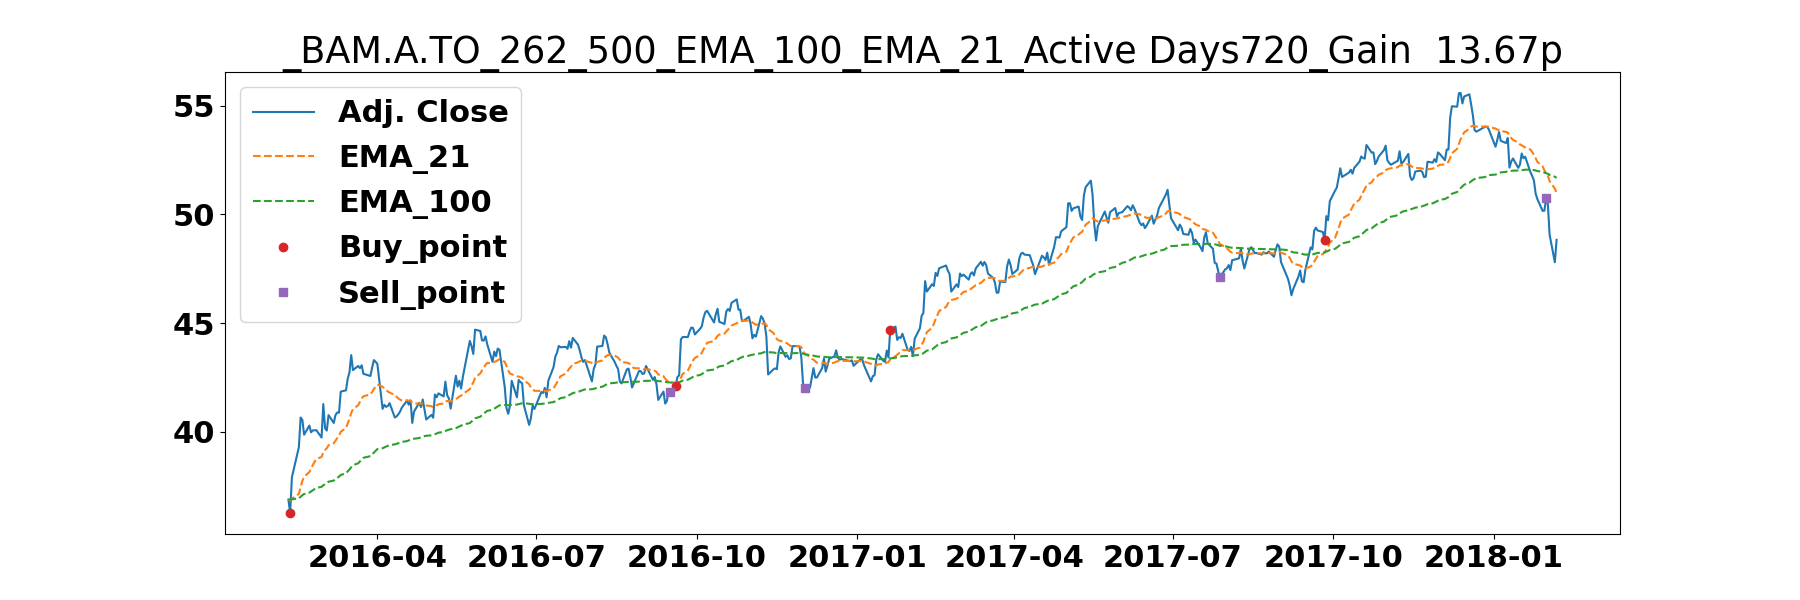 _BAM.A.TO_262_500_EMA_100_EMA_21_Active Days720_Gain  13.67p
Adj. Close
EMA_21
EMA_100
Buy_point
Sell_point
55
50
45
40
2016-04 2016-07 2016-10 2017-01 2017-04 2017-07 2017-10 2018-01